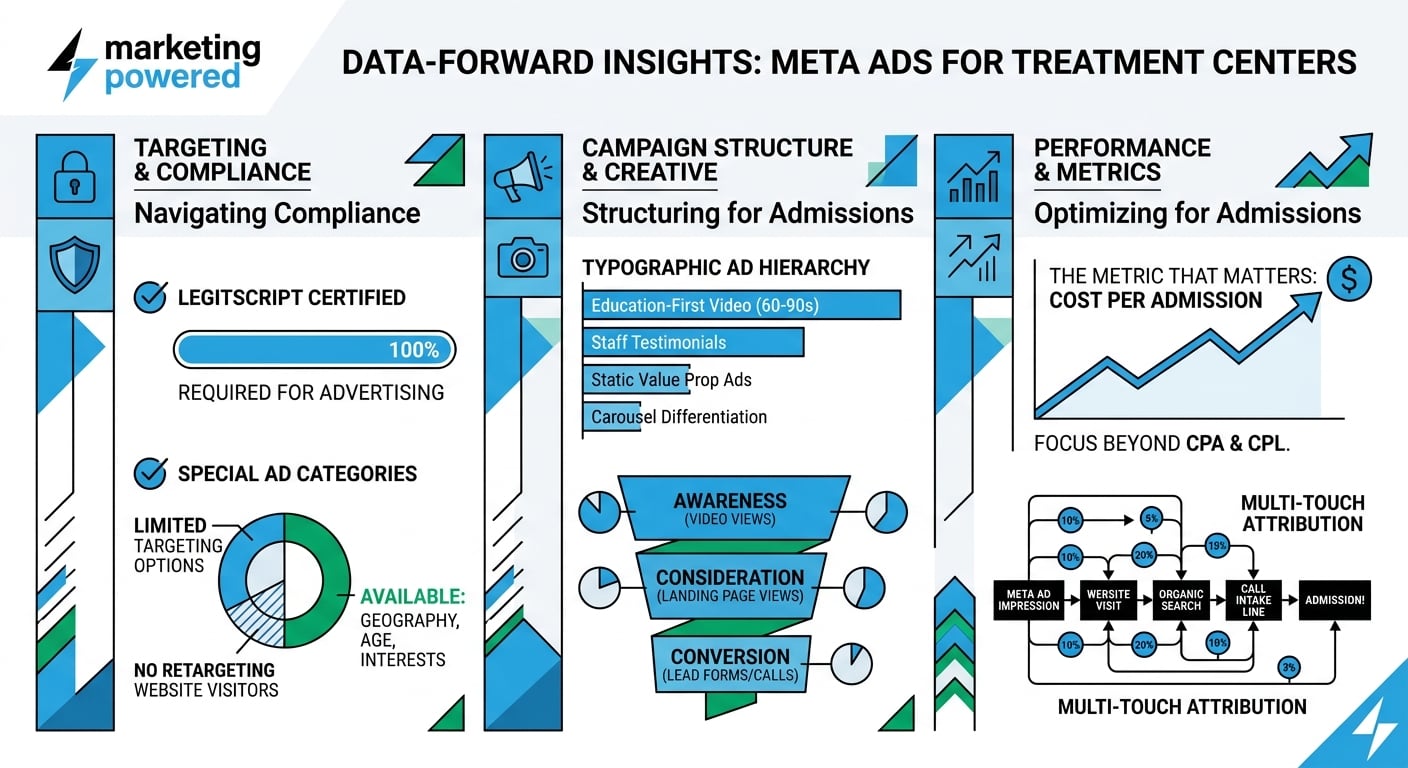 marketing
powered
DATA-FORWARD INSIGHTS: META ADS FOR TREATMENT CENTERS
TARGETING
& COMPLIANCE
Navigating Compliance
LEGITSCRIPT CERTIFIED
100%
REQUIRED FOR ADVERTISING
SPECIAL AD CATEGORIES
LIMITED
TARGETING
OPTIONS
AVAILABLE:
GEOGRAPHY,
AGE,
INTERESTS
NO RETARGETING
WEBSITE VISITORS
CAMPAIGN STRUCTURE
& CREATIVE
Structuring for Admissions
TYPOGRAPHIC AD HIERARCHY
Education-First Video (60-90s)
Staff Testimonials
Static Value Prop Ads
Carousel Differentiation
AWARENESS
(VIDEO VIEWS)
CONSIDERATION
(LANDING PAGE VIEWS)
CONVERSION
(LEAD FORMS/CALLS)
PERFORMANCE
& METRICS
Optimizing for Admissions
THE METRIC THAT MATTERS:
COST PER ADMISSION
$
FOCUS BEYOND CPA & CPL.
MULTI-TOUCH
ATTRIBUTION
10%
5%
10%
20%
19%
META AD
IMPRESSION
WERSITE
VISIT
ORGANIC
SEARCH
CALL
INTAKE
LINE
ADMISSION!
10%
20%
10%
3%
MULTI-TOUCH ATTRIBUTION